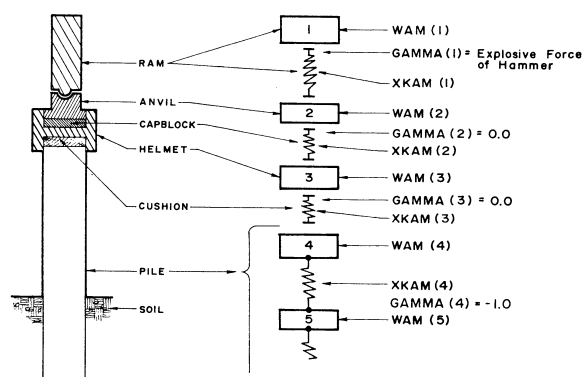 1
WAM (1)
GAMMA (1) = Explosive Force
of Hammer
RAM
XKAM (1)
ANVIL
2
WAM (2)
CAPBLOCK
GAMMA (2) = 0.0
XKAM (2)
HELMET
3
WAM (3)
GAMMA (3) = 0.0
CUSHION
XKAM (3)
4
WAM (4)
PILE
XKAM (4)
GAMMA (4) = -1.0
SOIL
5
WAM (5)